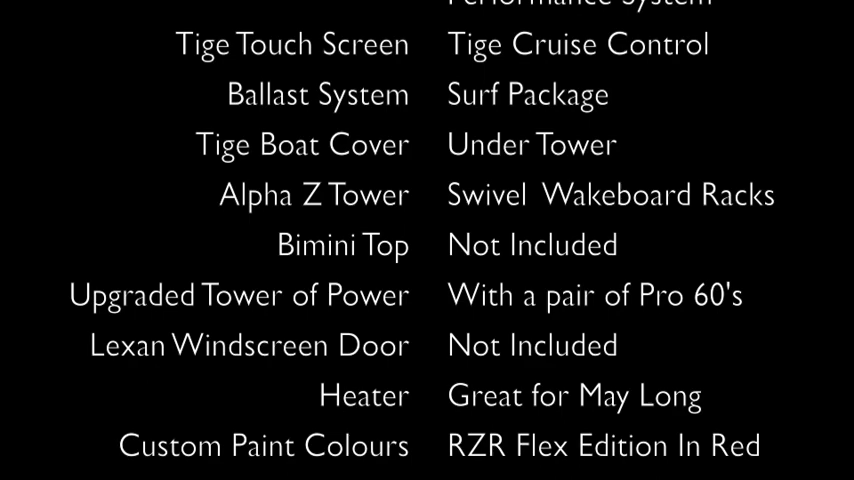 Performance System
Tige Touch Screen Tige Cruise Control
Ballast System Surf Package
Tige Boat Cover Under Tower
Alpha Z Tower Swivel Wakeboard Racks
Bimini Top Not Included
Upgraded Tower of Power With a pair of Pro 60's
Lexan Windscreen Door Not Included
Heater Great for May Long
Custom Paint Colours RZR Flex Edition In Red